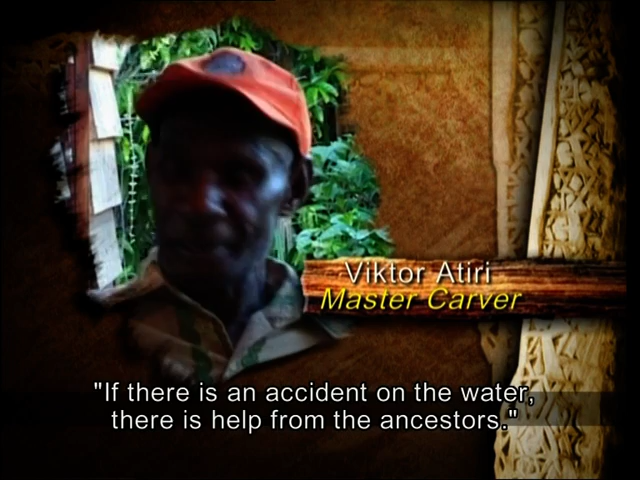 Viktor Atiri
Master Carver
"If there is an accident on the water,
there is help from the ancestors."